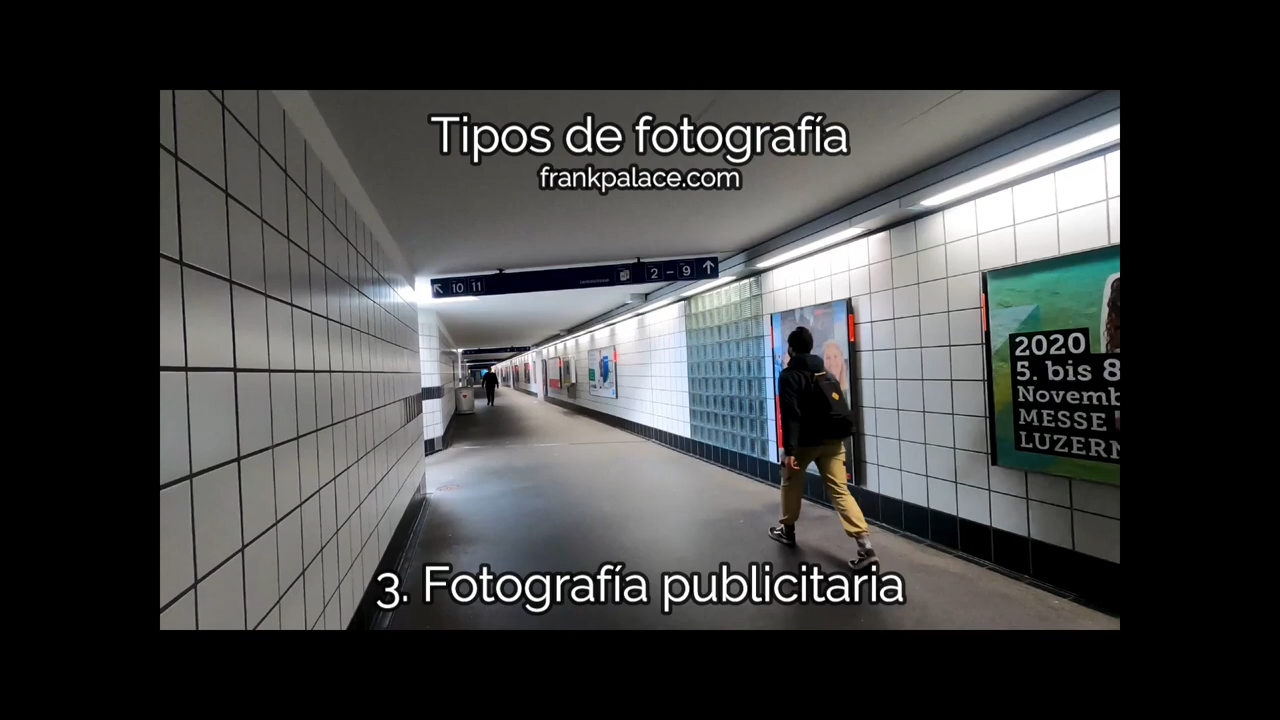 Tipos de fotografía
frankpalace.com
10 11
2 - 9
2020
5. bis 8
Novemb
MESSE
LUZERN
3. Fotografía publicitaria